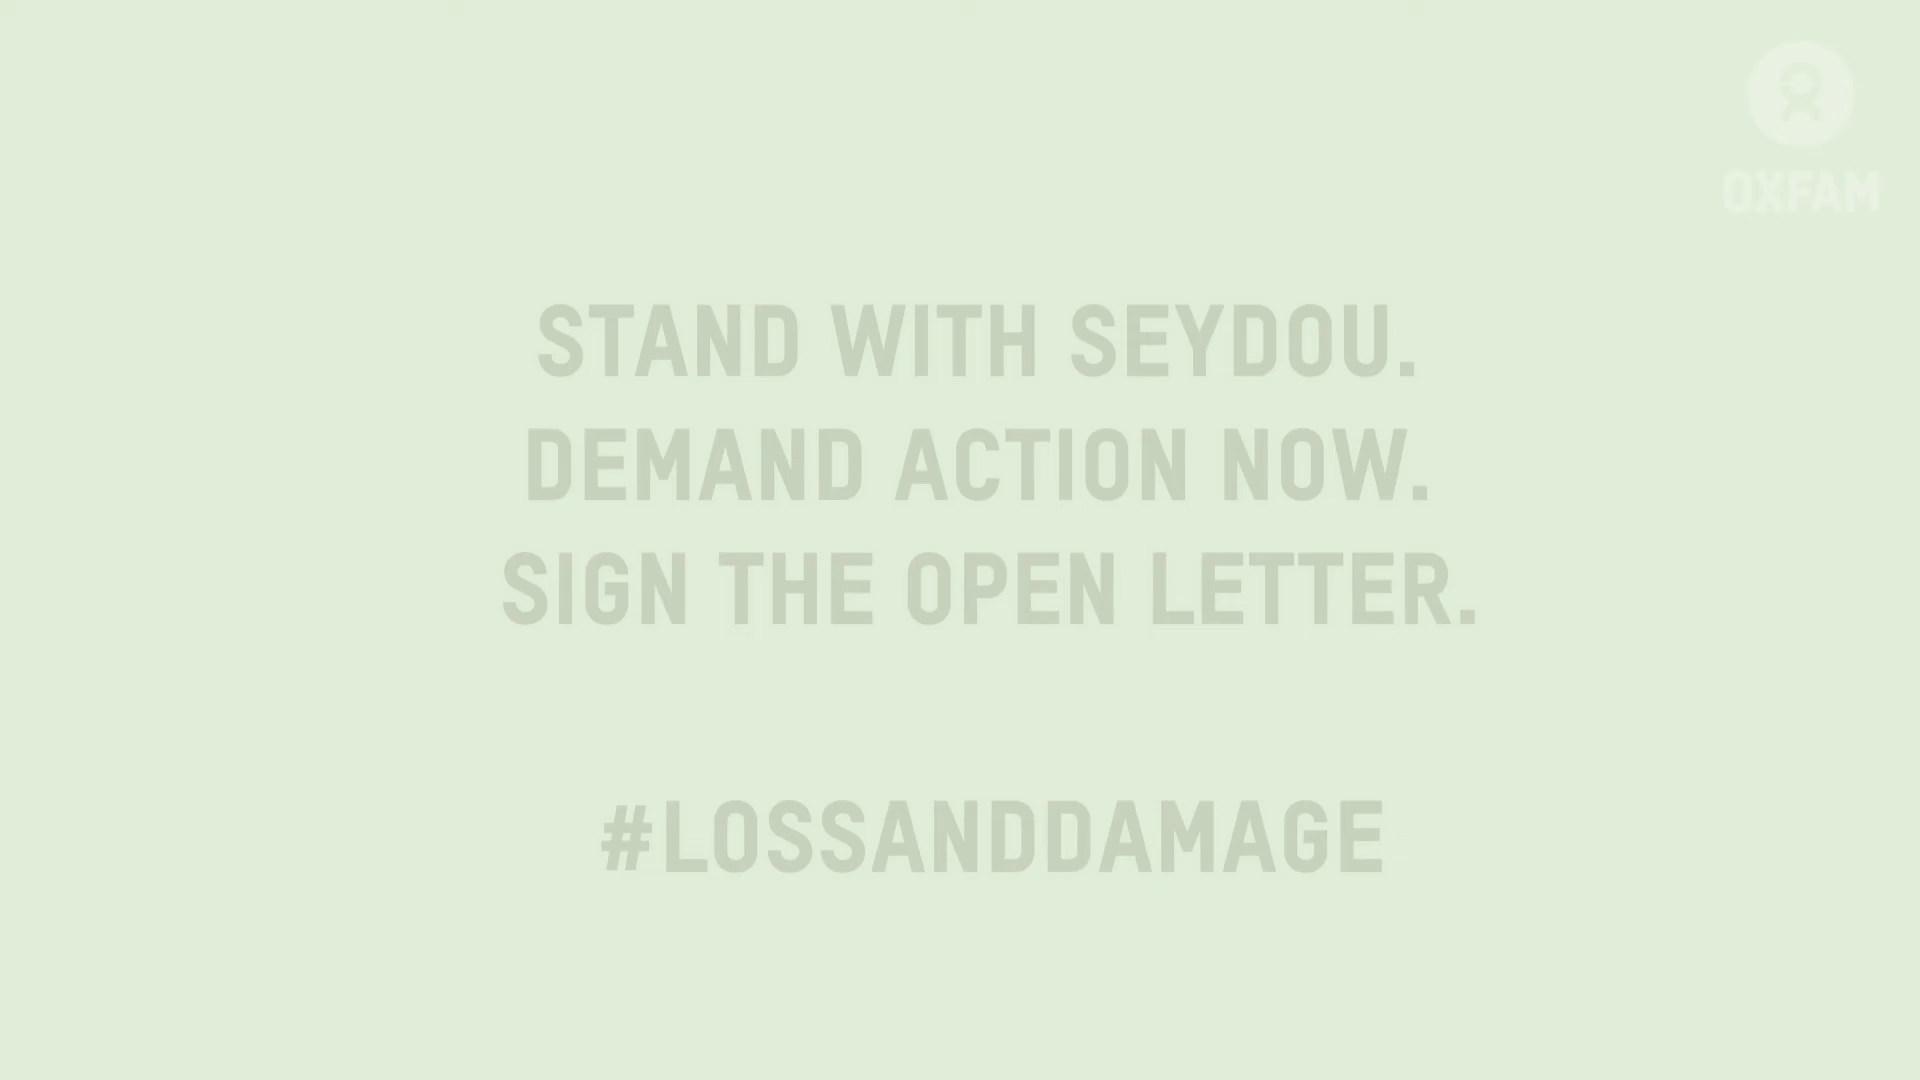 OXFAM
STAND WITH SEYDOU.
DEMAND ACTION NOW.
SIGN THE OPEN LETTER.
#LOSSANDDAMAGE